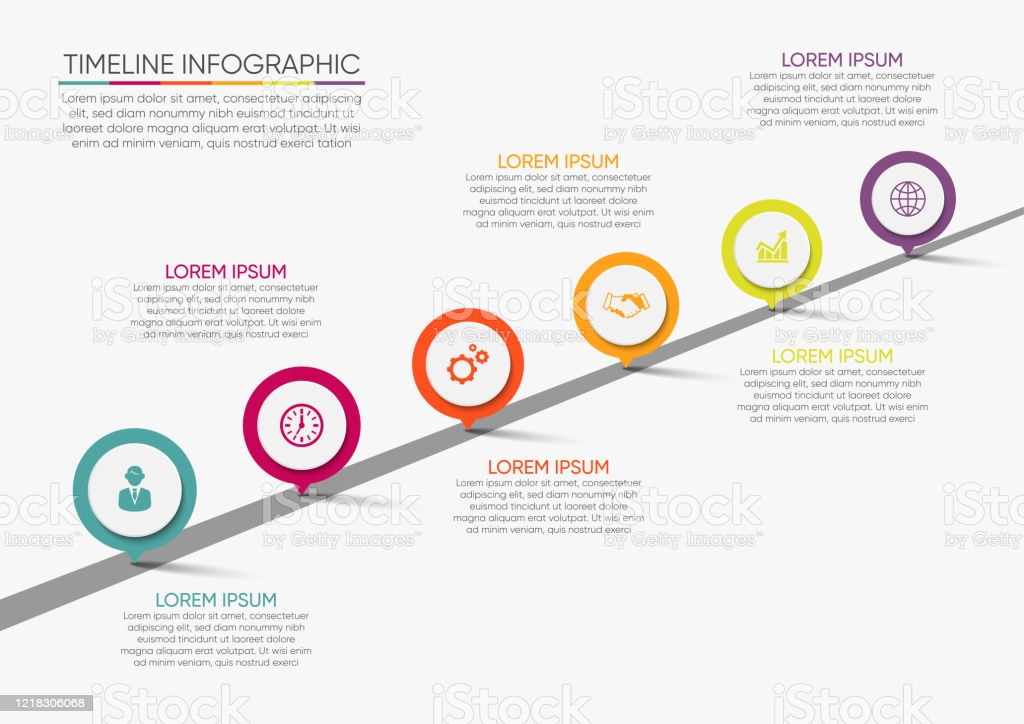 TIMELINE INFOGRAPHIC
Lorem ipsum dolor sit amet, consectetuer adipiscing
elit, sed diam nonummy nibh euismod tincidunt ut
laoreet dolore magna aliquam erat volutpat. Ut wisi
enim ad minim veniam, quis nostrud exerci tation
LOREM IPSUM
Lorem ipsum dolor sit amet, consectetuer
adipiscing elit, sed diam nonummy nibh
euismod tincidunt ut laoreet dolore
magna aliquam erat volutpat. Ut wisi
enim ad minim veniam, quis nostrud exerci
LOREM IPSUM
Lorem ipsum dolor sit amet, consectetuer
adipiscing elit, sed diam nonummy nibh
euismod tincidunt ut laoreet dolore
magna aliquam erat volutpat. Ut wisi
enim ad minim veniam, quis nostrud exerci
LOREM IPSUM
Lorem ipsum dolor sit amet, consectetuer
adipiscing elit, sed diam nonummy nibh
euismod tincidunt ut laoreet dolore
magna aliquam erat volutpat. Ut wisi
enim ad minim veniam, quis nostrud exerci
LOREM IPSUM
Lorem ipsum dolor sit amet, consectetuer
adipiscing elit, sed diam nonummy nibh
euismod tincidunt ut laoreet dolore
magna aliquam erat volutpat. Ut wisi
enim ad minim veniam, quis nostrud exerci
LOREM IPSUM
Lorem ipsum dolor sit amet, consectetuer
adipiscing elit, sed diam nonummy nibh
euismod tincidunt ut laoreet dolore
magna aliquam erat volutpat. Ut wisi
enim ad minim veniam, quis nostrud exerci
LOREM IPSUM
Lorem ipsum dolor sit amet, consectetuer
adipiscing elit, sed diam nonummy nibh
euismod tincidunt ut laoreet dolore
magna aliquam erat volutpat. Ut wisi
enim ad minim veniam, quis nostrud exerci
iStock
by Getty Images™
1218306068